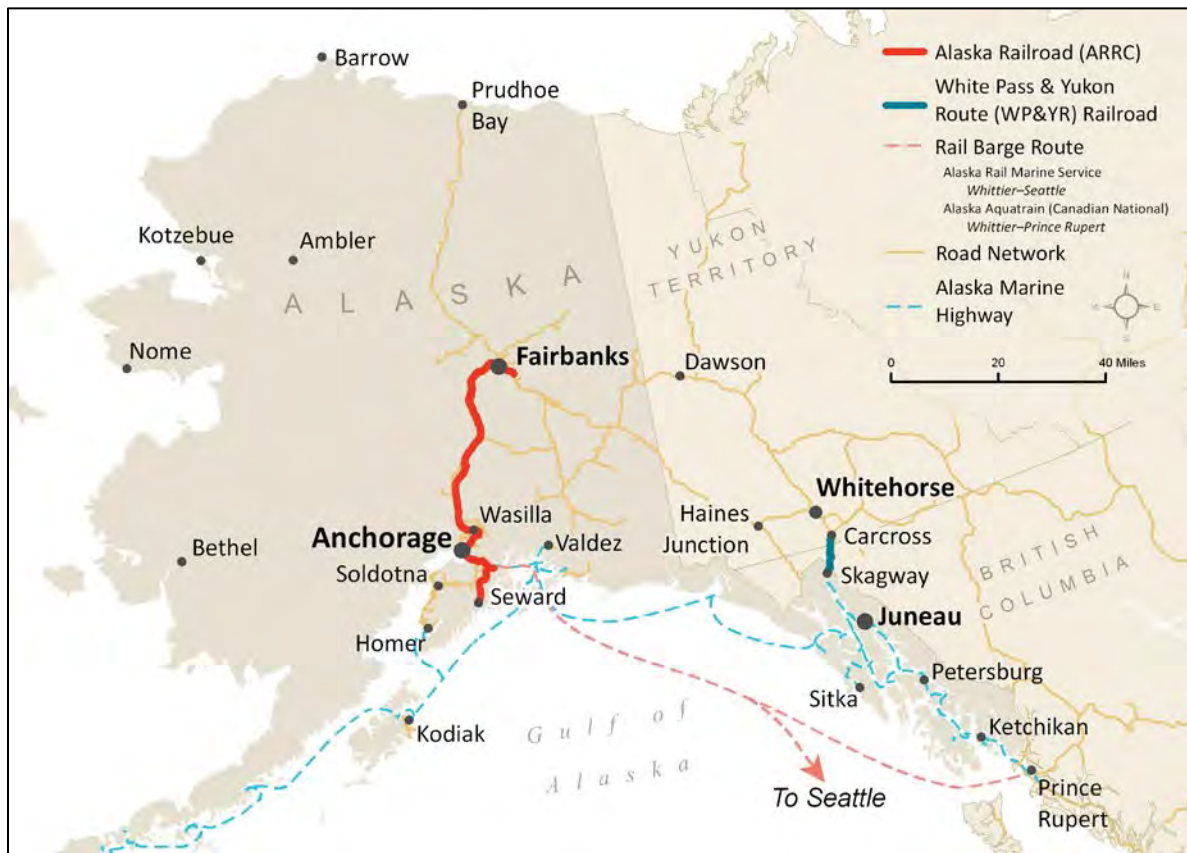 Barrow
Prudhoe
Bay
Kotzebue
Ambler
ALASKA
Nome
Fairbanks
YUKON
TERRITORY
Dawson
Whitehorse
Haines
Junction
Carcross
Skagway
BRITISH
COLUMBIA
Juneau
Wasilla
Anchorage
Valdez
Bethel
Soldotna
Seward
Homer
Kodiak
Gulf of
Alaska
Sitka
Petersburg
Ketchikan
Prince
Rupert
To Seattle
Alaska Railroad (ARRC)
White Pass & Yukon
Route (WP&YR) Railroad
Rail Barge Route
Alaska Rail Marine Service
Whittier–Seattle
Alaska Aquatrain (Canadian National)
Whittier–Prince Rupert
Road Network
Alaska Marine
Highway
N
W
E
S
0 20 40 Miles